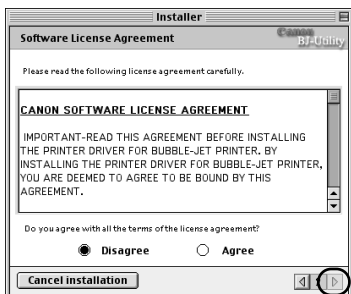 Installer
Software License Agreement
Canon
BJ-Utility
Please read the following license agreement carefully.
CANON SOFTWARE LICENSE AGREEMENT
IMPORTANT-READ THIS AGREEMENT BEFORE INSTALLING
THE PRINTER DRIVER FOR BUBBLE-JET PRINTER. BY
INSTALLING THE PRINTER DRIVER FOR BUBBLE-JET PRINTER,
YOU ARE DEEMED TO AGREE TO BE BOUND BY THIS
AGREEMENT.
Do you agree with all the terms of the license agreement?
Disagree Agree
Cancel installation